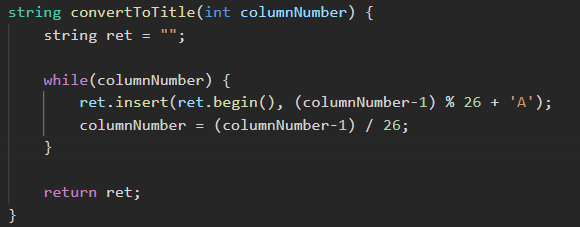 string convertToTitle(int columnNumber) {
    string ret = "";

    while(columnNumber) {
        ret.insert(ret.begin(), (columnNumber-1) % 26 + 'A');
        columnNumber = (columnNumber-1) / 26;
    }

    return ret;
}